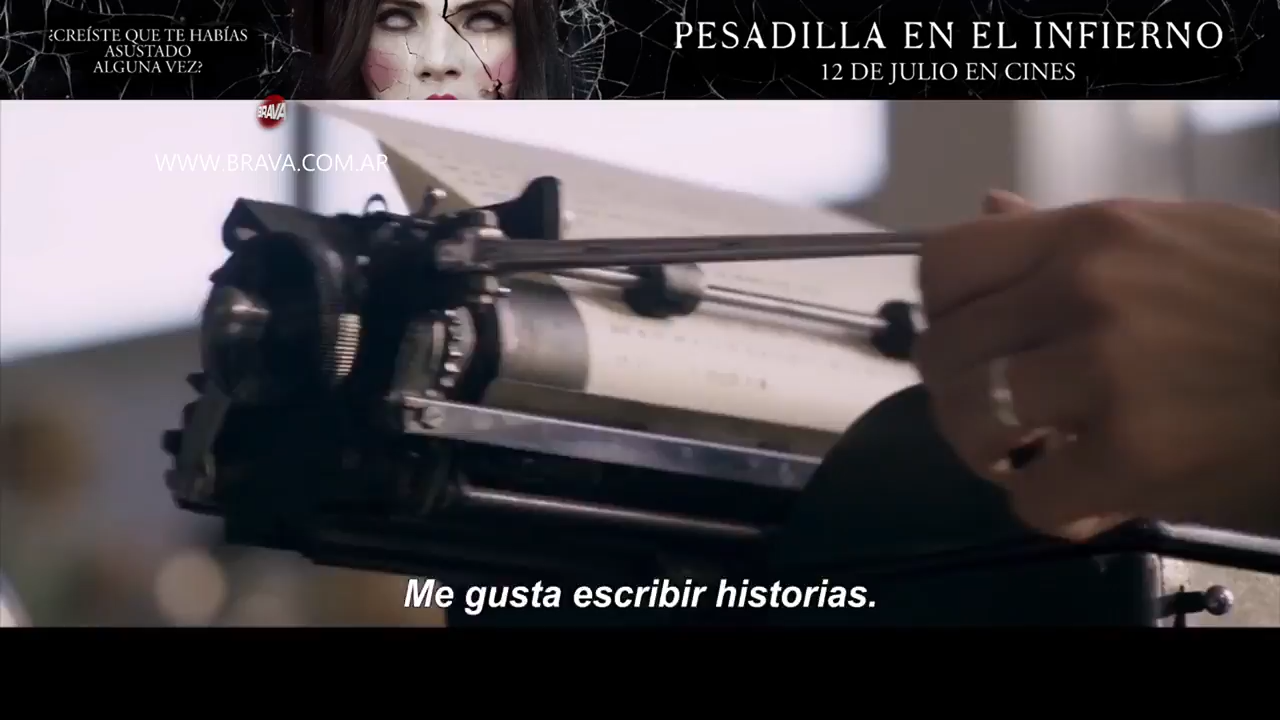 ¿CREÍSTE QUE TE HABÍAS
ASUSTADO
ALGUNA VEZ?
PESADILLA EN EL INFIERNO
12 DE JULIO EN CINES
BRAVA
WWW.BRAVA.COM.AR
Me gusta escribir historias.